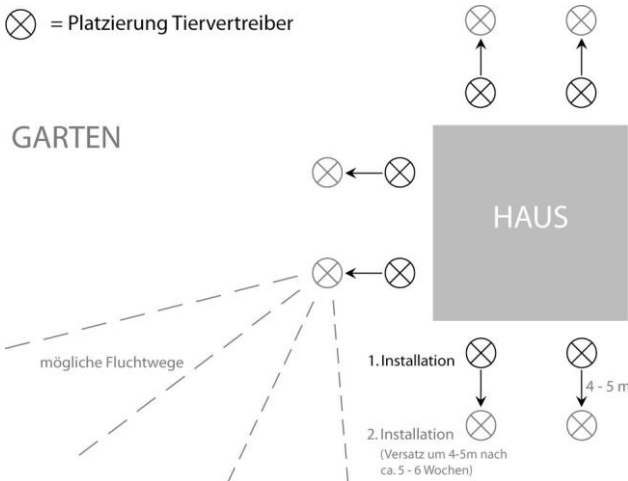 = Platzierung Tiervertreiber
GARTEN
HAUS
mögliche Fluchtwege
1. Installation
4 - 5 m
2. Installation
(Versatz um 4-5m nach
ca. 5 - 6 Wochen)